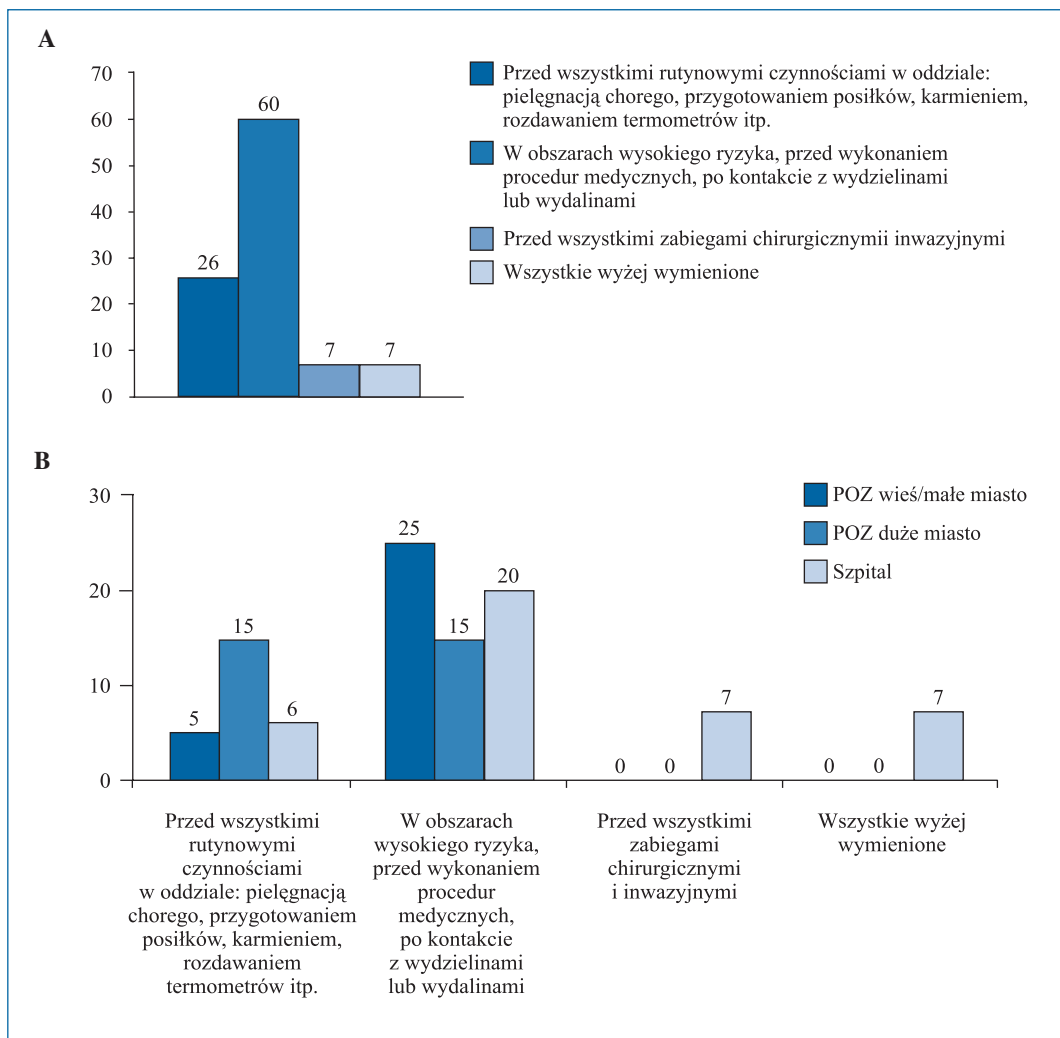 A
70
60
50
40
30
20
10
0
26
60
7
7
Przed wszystkimi rutynowymi czynnościami w oddziale:
pielęgnacją chorego, przygotowaniem posiłków, karmieniem,
rozdawaniem termometrów itp.
W obszarach wysokiego ryzyka, przed wykonaniem
procedur medycznych, po kontakcie z wydzielinami
lub wydalinami
Przed wszystkimi zabiegami chirurgicznymii inwazyjnymi
Wszystkie wyżej wymienione
B
30
20
10
0
5
15
6
25
15
20
0
0
7
0
0
7
POZ wieś/małe miasto
POZ duże miasto
Szpital
Przed wszystkimi
rutynowymi
czynnościami
w oddziale: pielęgnacją
chorego, przygotowaniem
posiłków, karmieniem,
rozdawaniem
termometrów itp.
W obszarach
wysokiego ryzyka,
przed wykonaniem
procedur
medycznych,
po kontakcie
z wydzielinami
lub wydalinami
Przed wszystkimi
zabiegami
chirurgicznymi
i inwazyjnymi
Wszystkie wyżej
wymienione